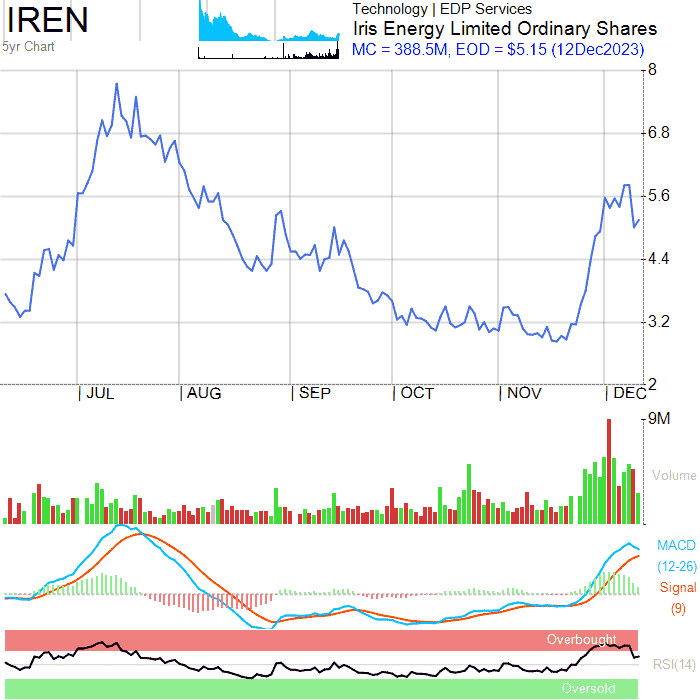 IREN
5yr Chart
Technology | EDP Services
Iris Energy Limited Ordinary Shares
MC = 388.5M, EOD = $5.15 (12Dec2023)
8
6.8
5.6
4.4
3.2
2
JUL AUG SEP OCT NOV DEC
9M
Volume
MACD
(12-26)
Signal
(9)
Overbought
RSI(14)
Oversold